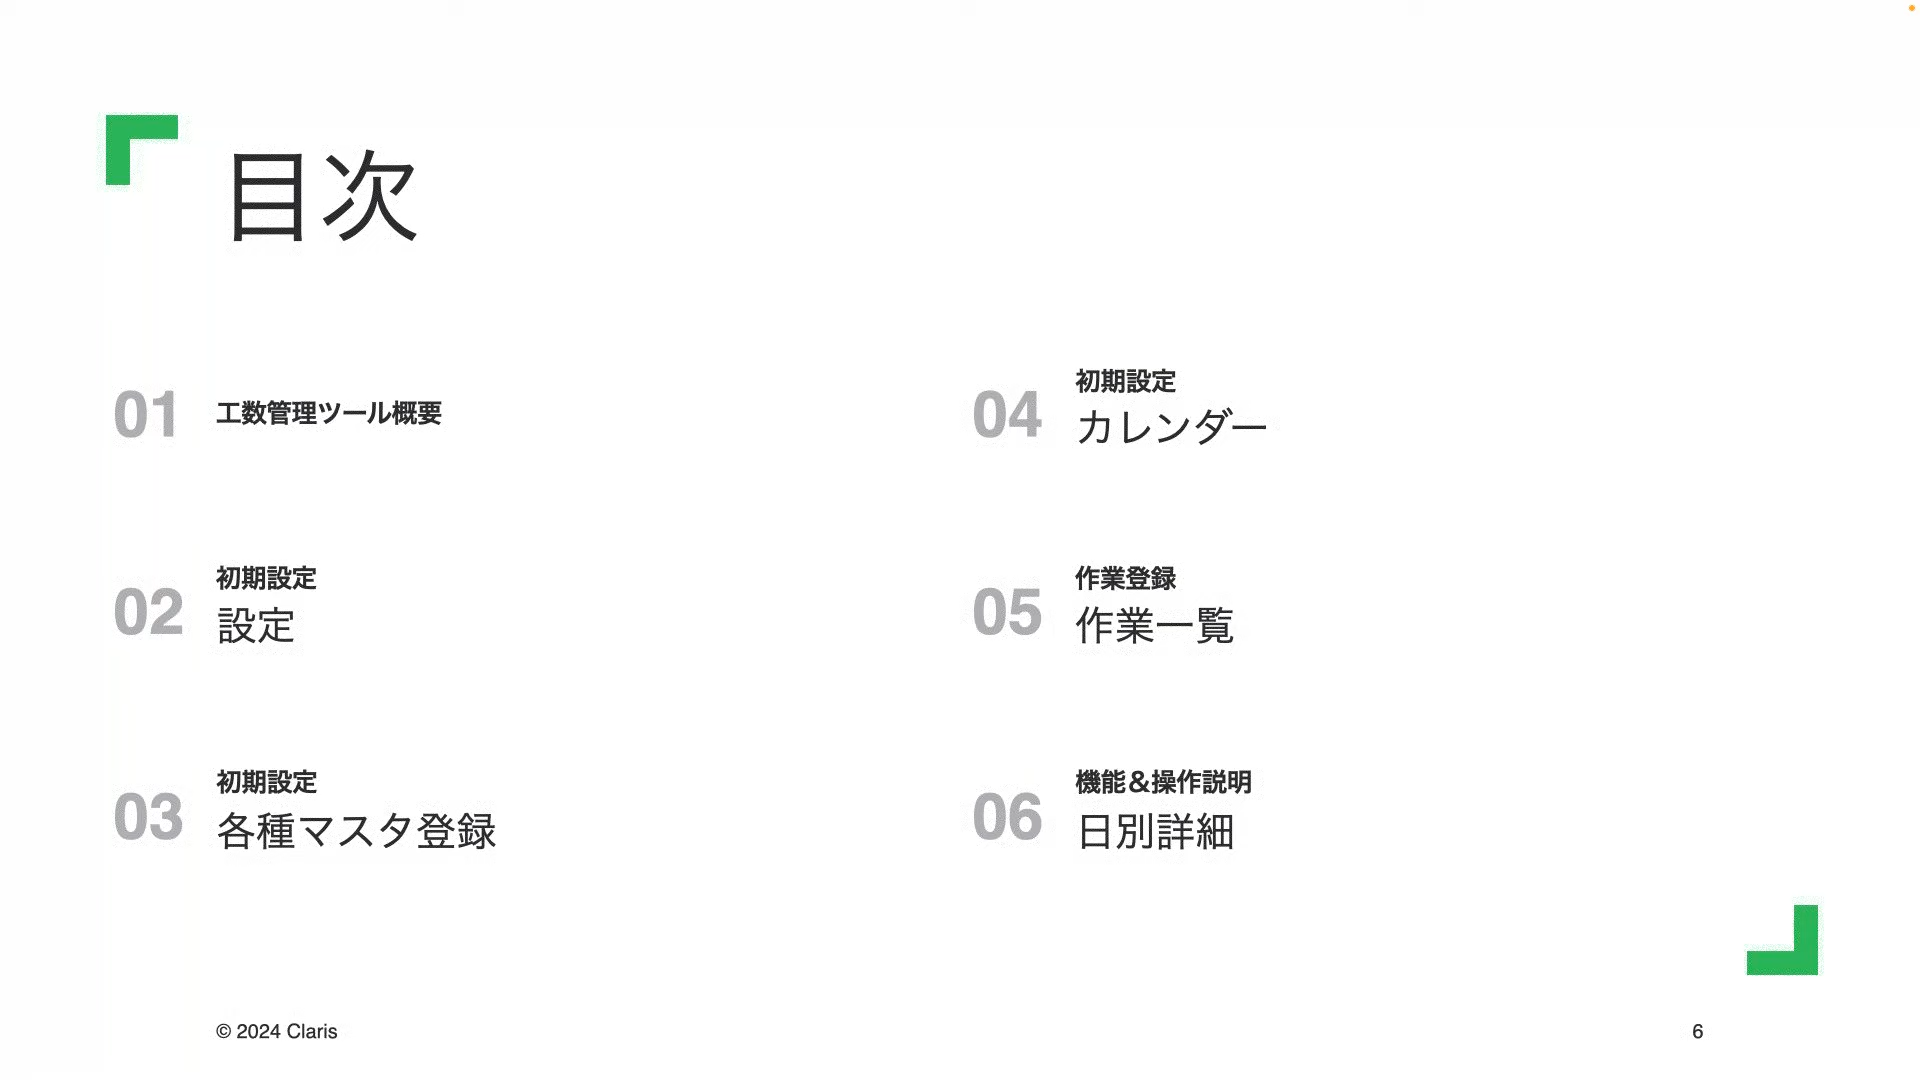 目次
01
工数管理ツール概要
02
初期設定
設定
03
初期設定
各種マスタ登録
04
初期設定
カレンダー
05
作業登録
作業一覧
06
機能＆操作説明
日別詳細
© 2024 Claris
6